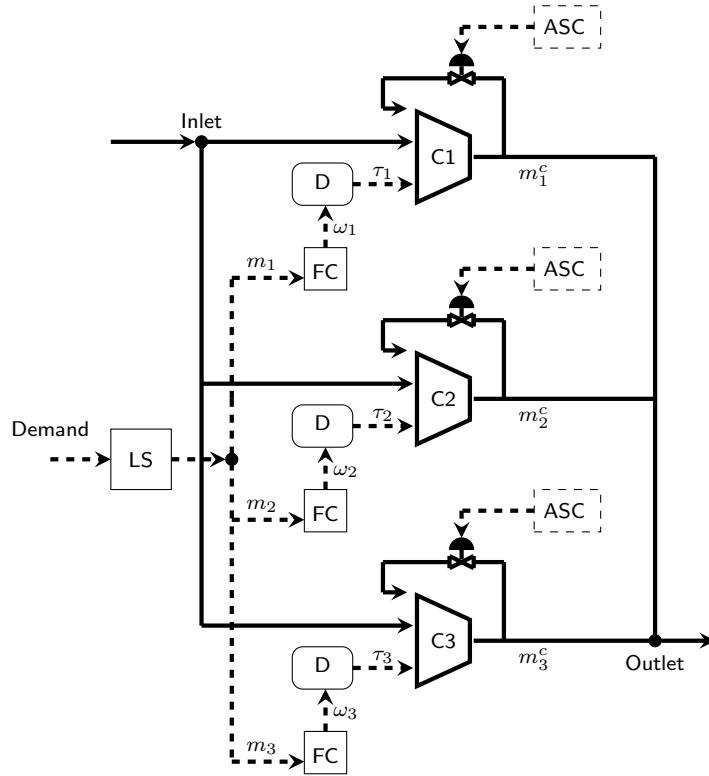 ASC
Inlet
C1
D
τ₁
m₁ᶜ
ω₁
m₁
FC
ASC
C2
D
τ₂
m₂ᶜ
Demand
LS
ω₂
m₂
FC
ASC
C3
D
τ₃
m₃ᶜ
Outlet
ω₃
m₃
FC